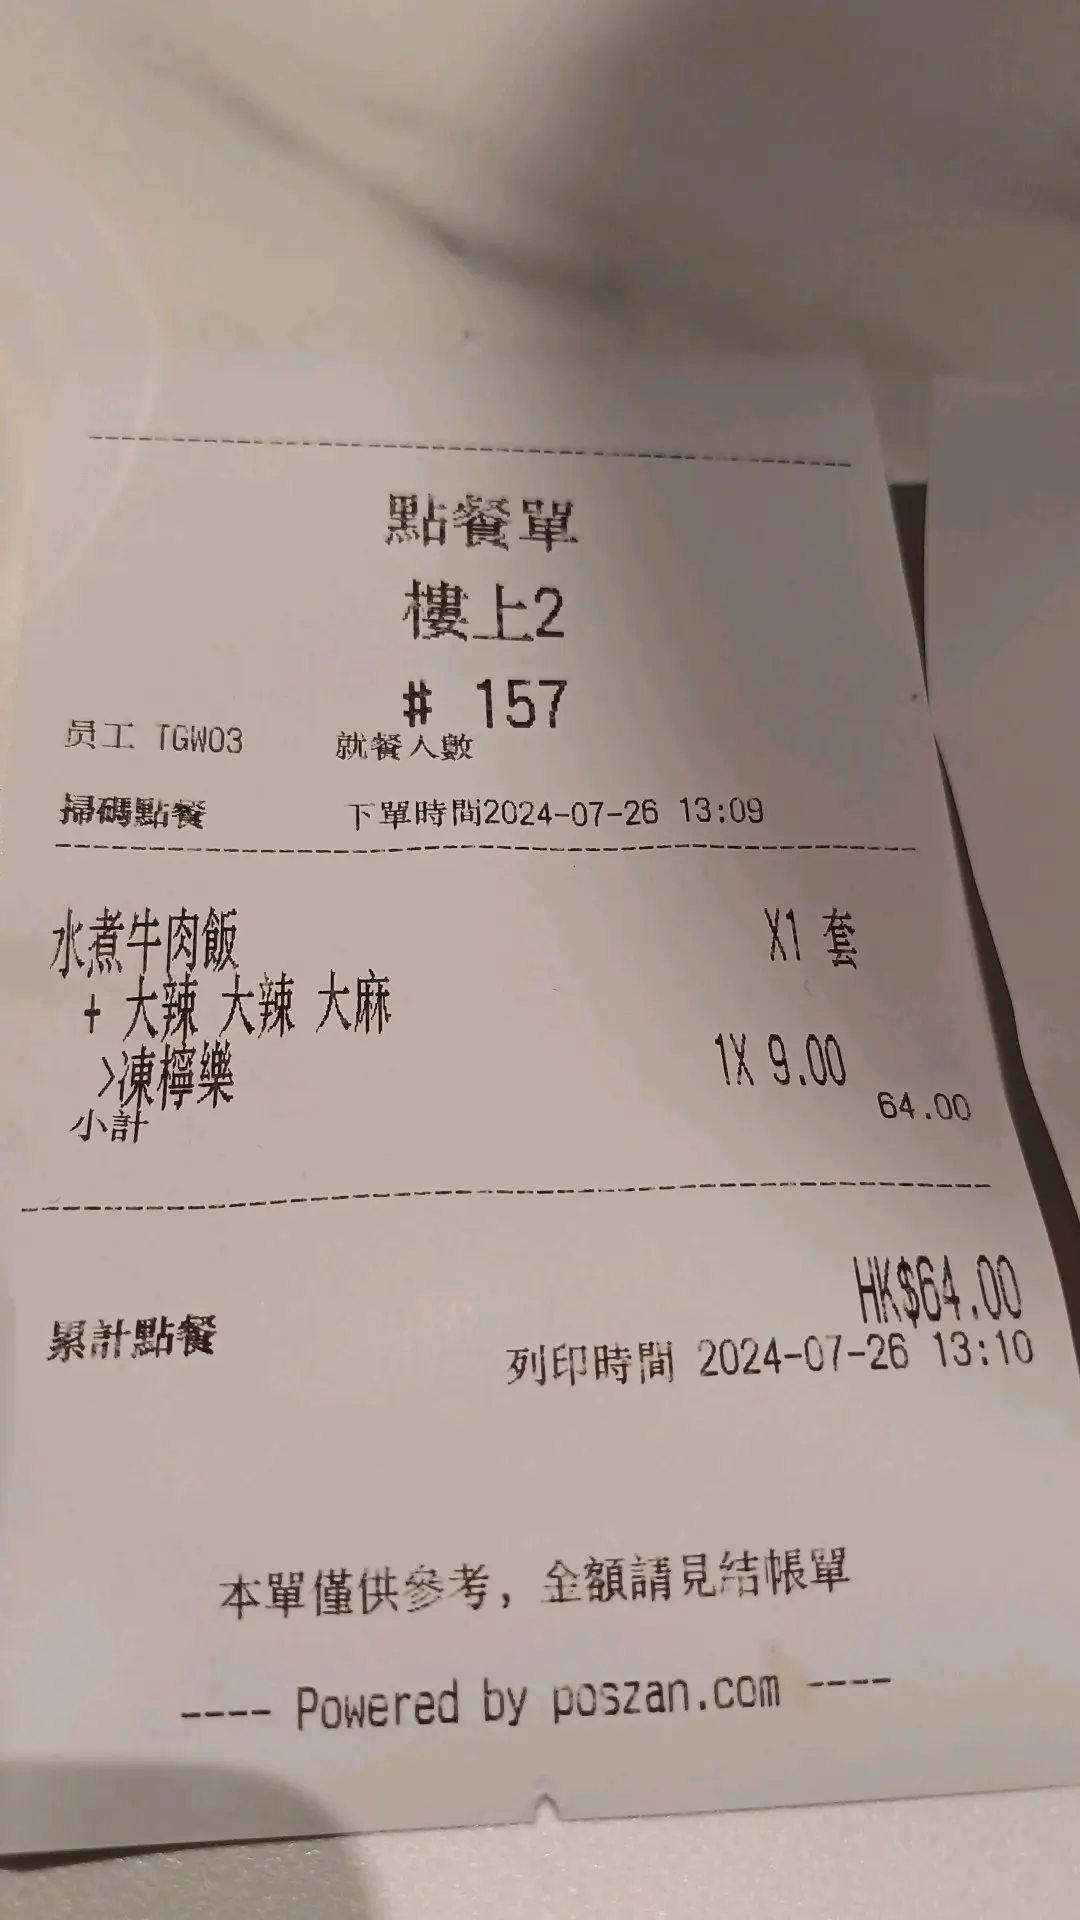 點餐單
樓上2
# 157
员工 TGW03 就餐人數
掃碼點餐 下單時間2024-07-26 13:09
水煮牛肉飯 X1 套
+ 大辣 大辣 大麻
>凍檸樂 1X 9.00
小計 64.00
HK$64.00
累計點餐
列印時間 2024-07-26 13:10
本單僅供參考，金額請見結帳單
---- Powered by poszan.com ----